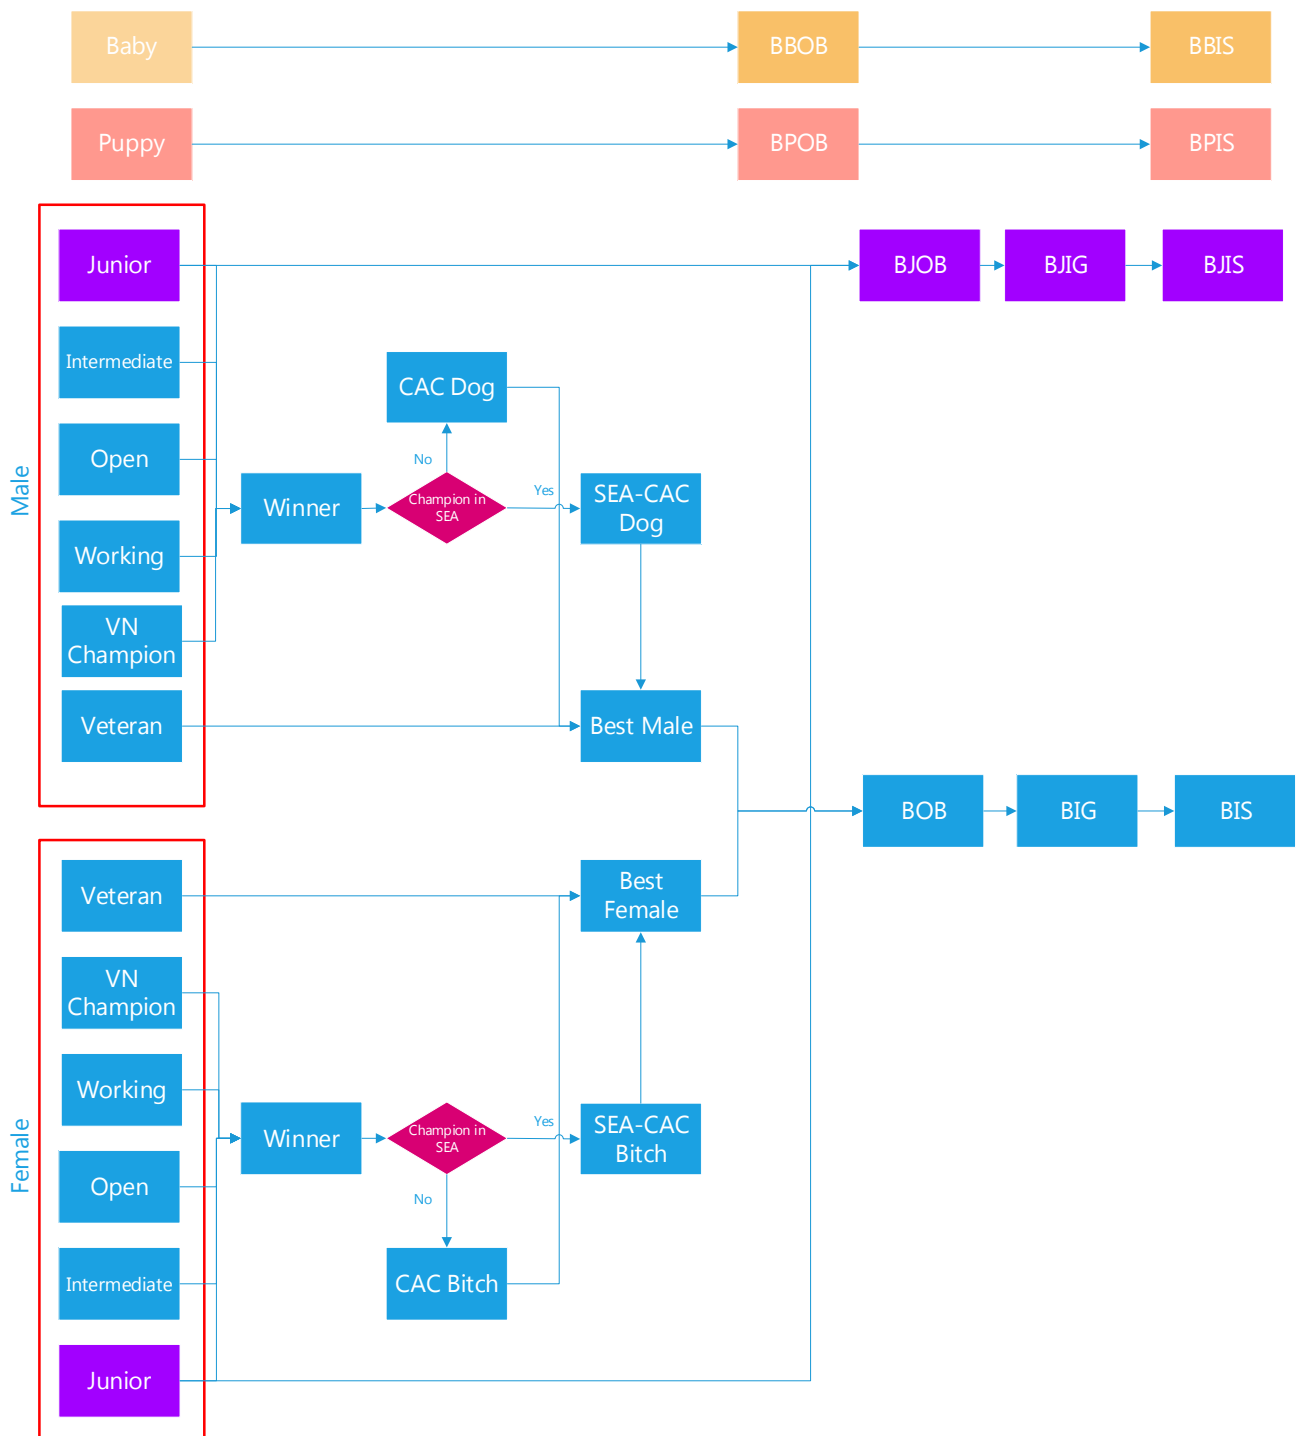 Baby
BBOB
BBIS
Puppy
BPOB
BPIS
Junior
BJOB
BJIG
BJIS
Intermediate
CAC Dog
Open
No
Male
Winner
Champion in
SEA
Yes
SEA-CAC
Dog
Working
VN
Champion
Veteran
Best Male
BOB
BIG
BIS
Veteran
Best
Female
VN
Champion
Working
Female
Winner
Champion in
SEA
Yes
SEA-CAC
Bitch
Open
No
Intermediate
CAC Bitch
Junior